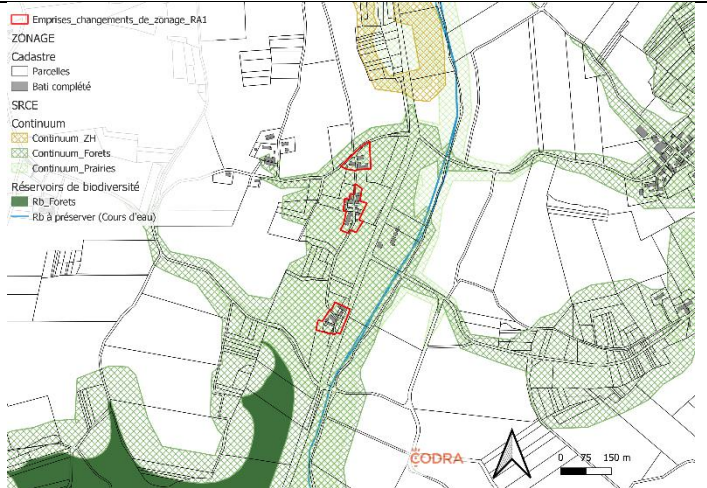 Emprises_changements_de_zonage_RA1
ZONAGE
Cadastre
Parcelles
Bati complété
SRCE
Continuum
Continuum_ZH
Continuum_Forets
Continuum_Prairies
Réservoirs de biodiversité
Rb_Forets
Rb à préserver (Cours d'eau)
CODRA
0 75 150 m